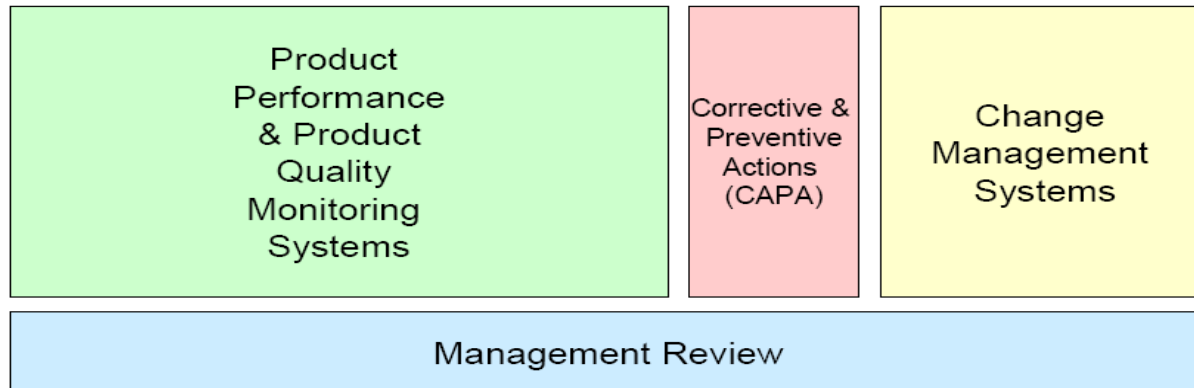 Product
Performance
& Product
Quality
Monitoring
Systems
Corrective &
Preventive
Actions
(CAPA)
Change
Management
Systems
Management Review